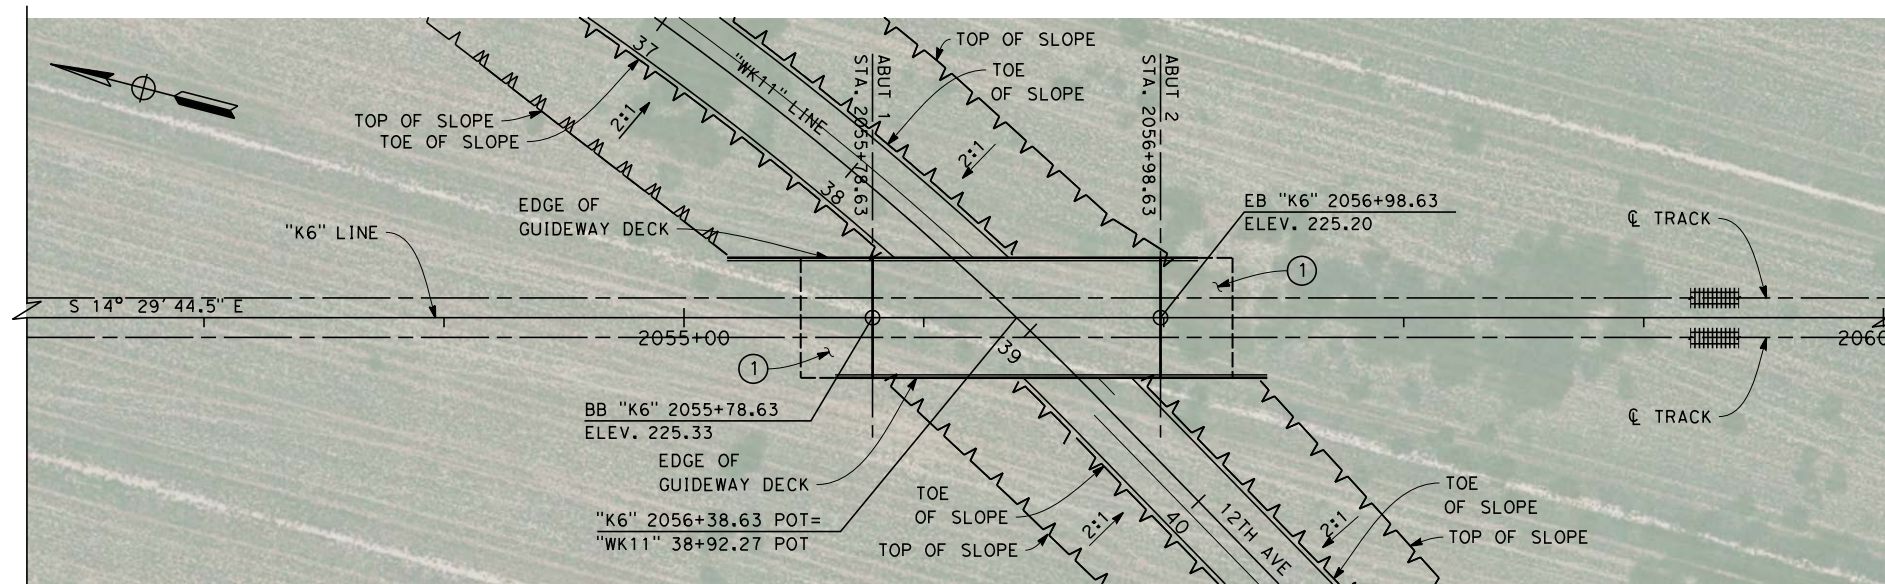 37
TOP OF SLOPE
TOE
OF SLOPE
"WK11" LINE
ABUT 1
STA. 2055+78.63
ABUT 2
STA. 2056+98.63
TOP OF SLOPE
TOE OF SLOPE
2:1
2:1
38
EDGE OF
GUIDEWAY DECK
"K6" LINE
EB "K6" 2056+98.63
ELEV. 225.20
℄ TRACK
1
S 14° 29' 44.5" E
2055+00
2060
39
1
BB "K6" 2055+78.63
ELEV. 225.33
℄ TRACK
EDGE OF
GUIDEWAY DECK
TOE
OF SLOPE
TOP OF SLOPE
2:1
40
12TH AVE
2:1
TOE
OF SLOPE
TOP OF SLOPE
"K6" 2056+38.63 POT=
"WK11" 38+92.27 POT